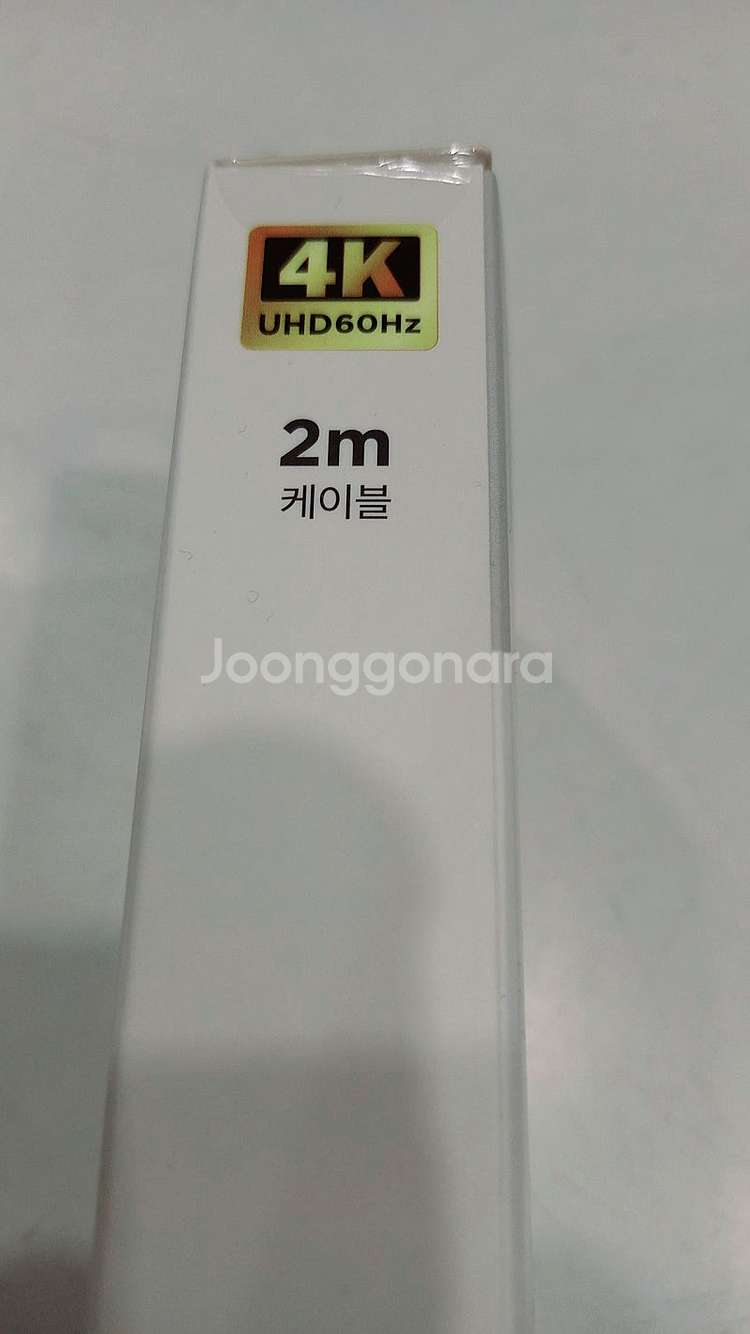 4K
UHD60Hz
2m
케이블
Joonggonara